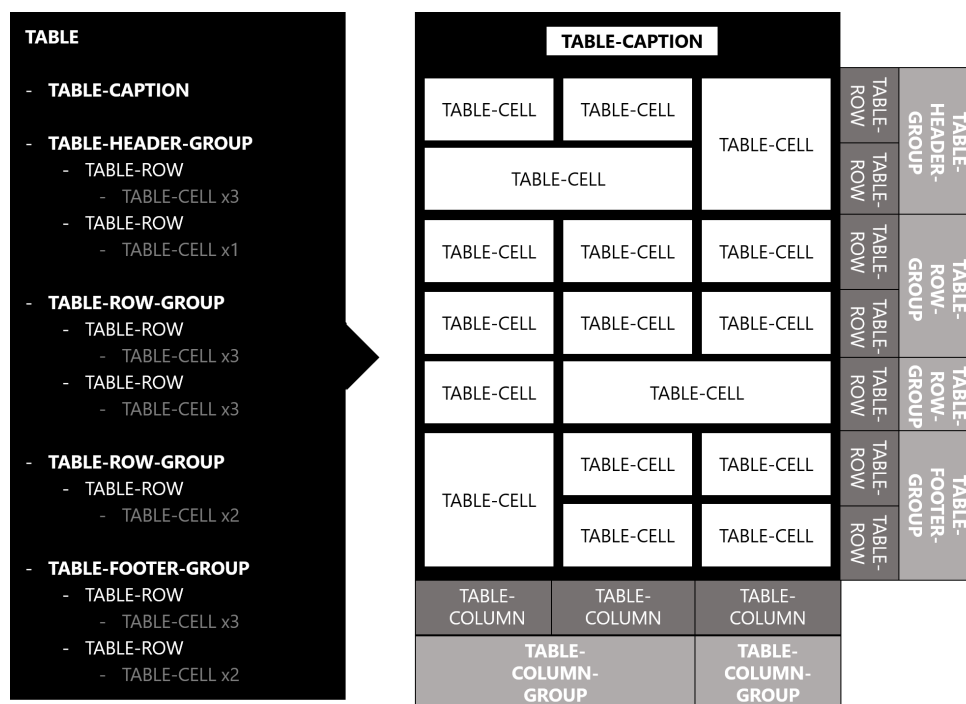 TABLE
- TABLE-CAPTION
- TABLE-HEADER-GROUP
- TABLE-ROW
- TABLE-CELL x3
- TABLE-ROW
- TABLE-CELL x1
- TABLE-ROW-GROUP
- TABLE-ROW
- TABLE-CELL x3
- TABLE-ROW
- TABLE-CELL x3
- TABLE-ROW-GROUP
- TABLE-ROW
- TABLE-CELL x2
- TABLE-FOOTER-GROUP
- TABLE-ROW
- TABLE-CELL x3
- TABLE-ROW
- TABLE-CELL x2
TABLE-CAPTION
TABLE-CELL TABLE-CELL
TABLE-CELL
TABLE-CELL
TABLE-CELL TABLE-CELL TABLE-CELL
TABLE-CELL TABLE-CELL TABLE-CELL
TABLE-CELL TABLE-CELL
TABLE-CELL TABLE-CELL
TABLE-CELL
TABLE-CELL TABLE-CELL
TABLE-
ROW
TABLE-
ROW
TABLE-
ROW
TABLE-
ROW
TABLE-
ROW
TABLE-
ROW
TABLE-
ROW
TABLE-
HEADER-
GROUP
TABLE-
ROW-
GROUP
TABLE-
ROW-
GROUP
TABLE-
FOOTER-
GROUP
TABLE- TABLE- TABLE-
COLUMN COLUMN COLUMN
TABLE- TABLE-
COLUMN- COLUMN-
GROUP GROUP